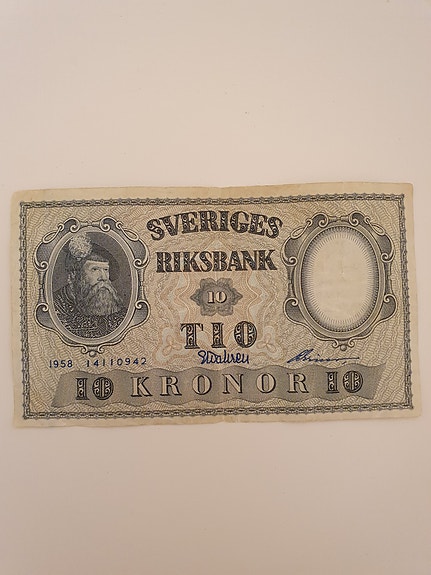 SVERIGES
RIKSBANK
10
TIO
1958 14110942
10 KRONOR 10